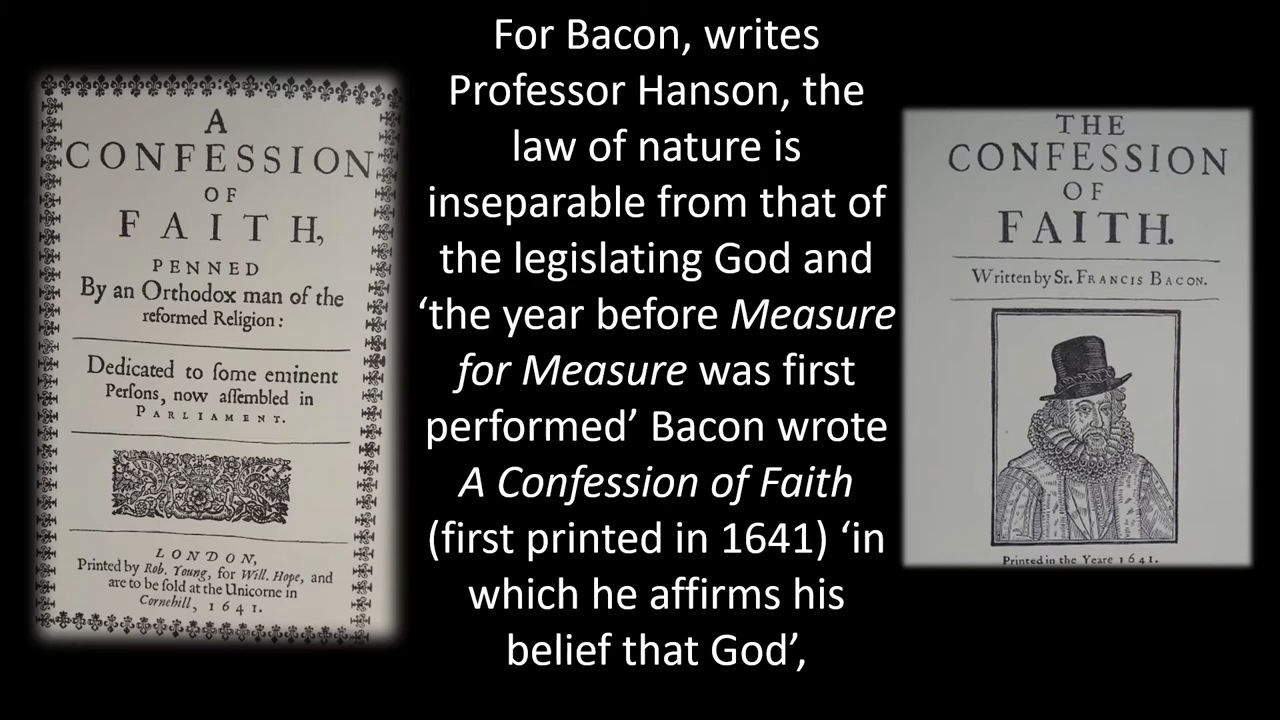 A
CONFESSION
OF
FAITH,
PENNED
By an Orthodox man of the
reformed Religion:
Dedicated to ſome eminent
Perſons, now aſſembled in
PARLIAMENT.
LONDON,
Printed by Rob. Young, for Will. Hope, and
are to be ſold at the Unicorne in
Cornehill, 1641.
For Bacon, writes
Professor Hanson, the
law of nature is
inseparable from that of
the legislating God and
‘the year before Measure
for Measure was first
performed’ Bacon wrote
A Confession of Faith
(first printed in 1641) ‘in
which he affirms his
belief that God’,
THE
CONFESSION
OF
FAITH.
Written by Sr. FRANCIS BACON.
Printed in the Yeare 1641.